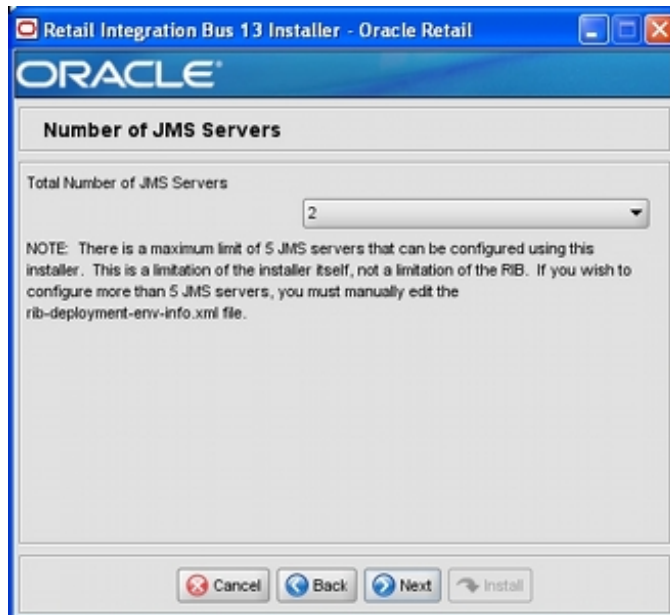 Retail Integration Bus 13 Installer - Oracle Retail
ORACLE
Number of JMS Servers
Total Number of JMS Servers
2
NOTE: There is a maximum limit of 5 JMS servers that can be configured using this
installer. This is a limitation of the installer itself, not a limitation of the RIB. If you wish to
configure more than 5 JMS servers, you must manually edit the
rib-deployment-env-info.xml file.
Cancel Back Next Install